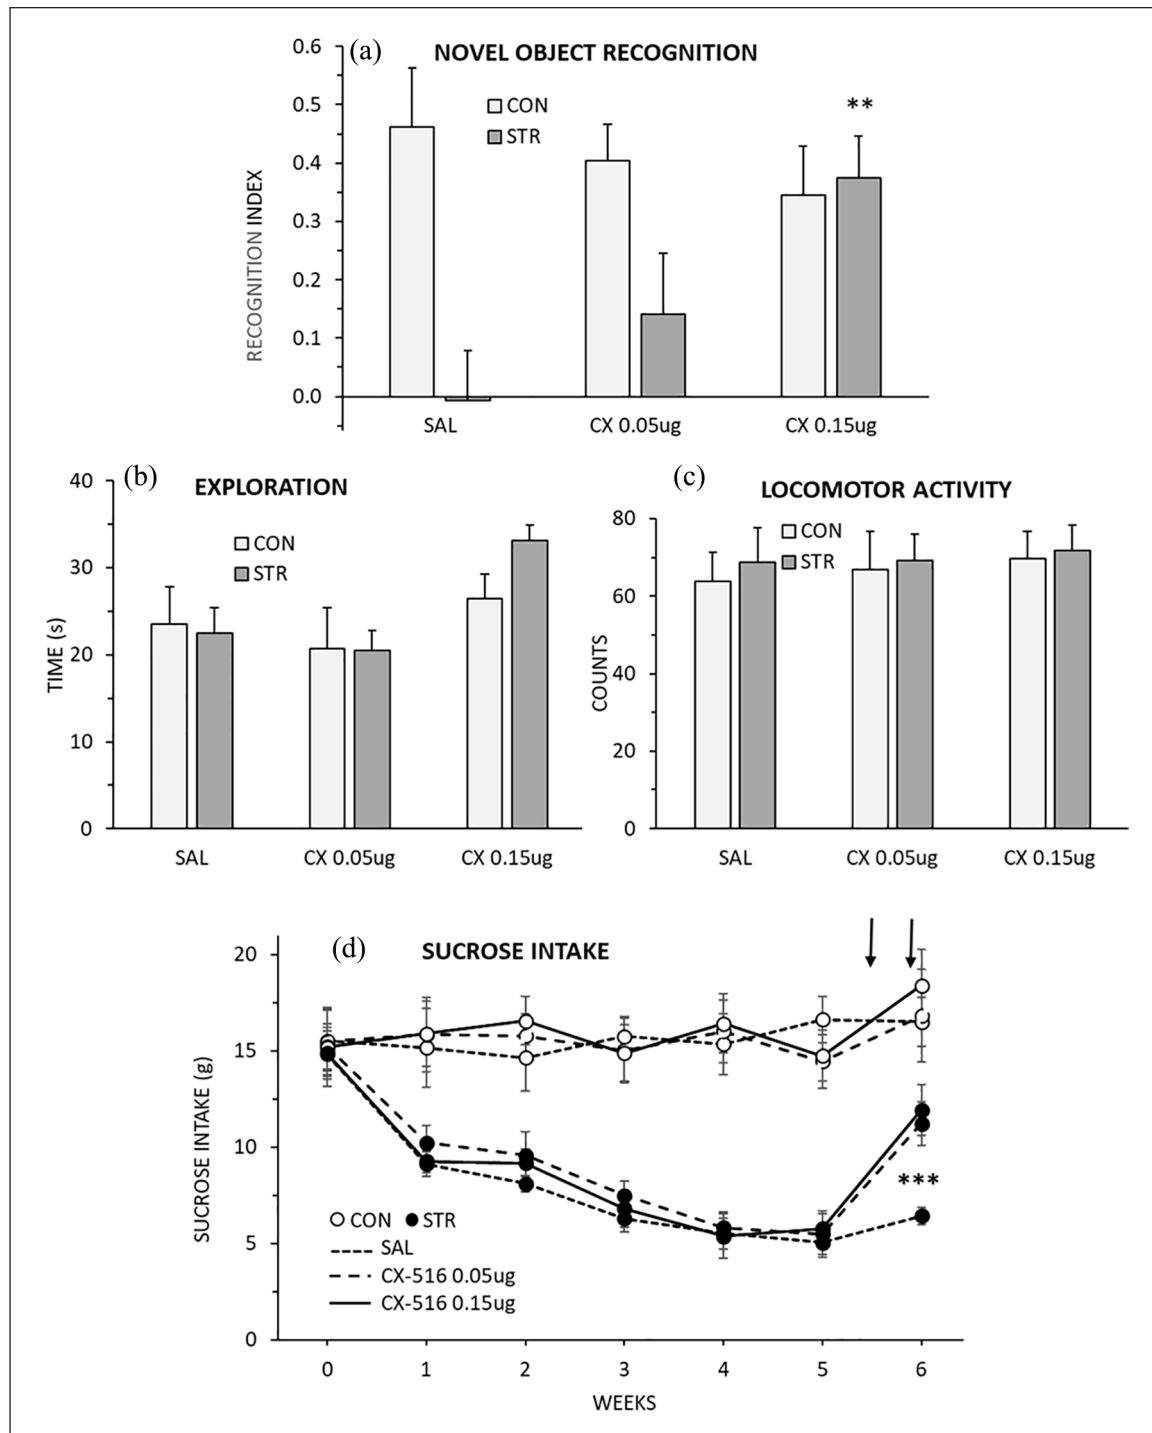 (a) NOVEL OBJECT RECOGNITION
0.6
0.5
0.4
0.3
0.2
0.1
0.0
RECOGNITION INDEX
CON
STR
**
SAL CX 0.05ug CX 0.15ug
(b) EXPLORATION
40
30
20
10
0
TIME (s)
CON
STR
SAL CX 0.05ug CX 0.15ug
(c) LOCOMOTOR ACTIVITY
80
60
40
20
0
COUNTS
CON
STR
SAL CX 0.05ug CX 0.15ug
(d) SUCROSE INTAKE
20
15
10
5
0
SUCROSE INTAKE (g)
***
CON STR
SAL
CX-516 0.05ug
CX-516 0.15ug
0 1 2 3 4 5 6
WEEKS